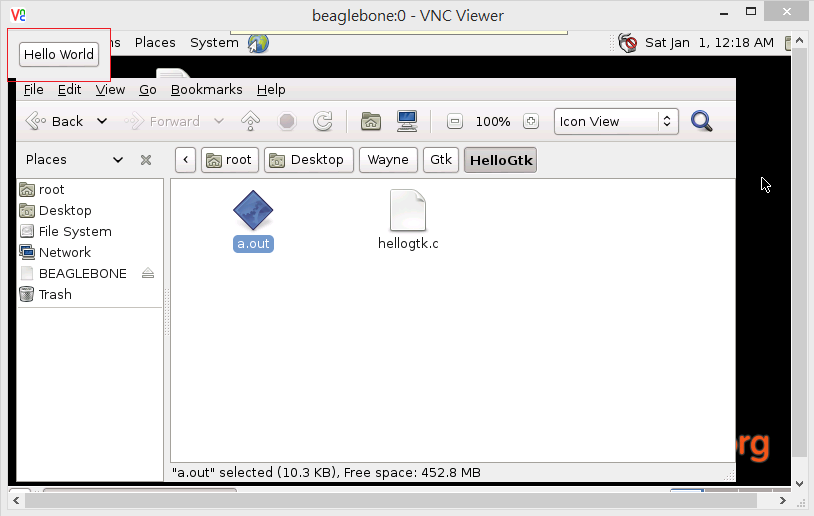 beaglebone:0 - VNC Viewer
Hello World
Places System Sat Jan 1, 12:18 AM
File Edit View Go Bookmarks Help
Back Forward 100% Icon View
Places root Desktop Wayne Gtk HelloGtk
root
Desktop
File System
Network
BEAGLEBONE
Trash
a.out hellogtk.c
"a.out" selected (10.3 KB), Free space: 452.8 MB